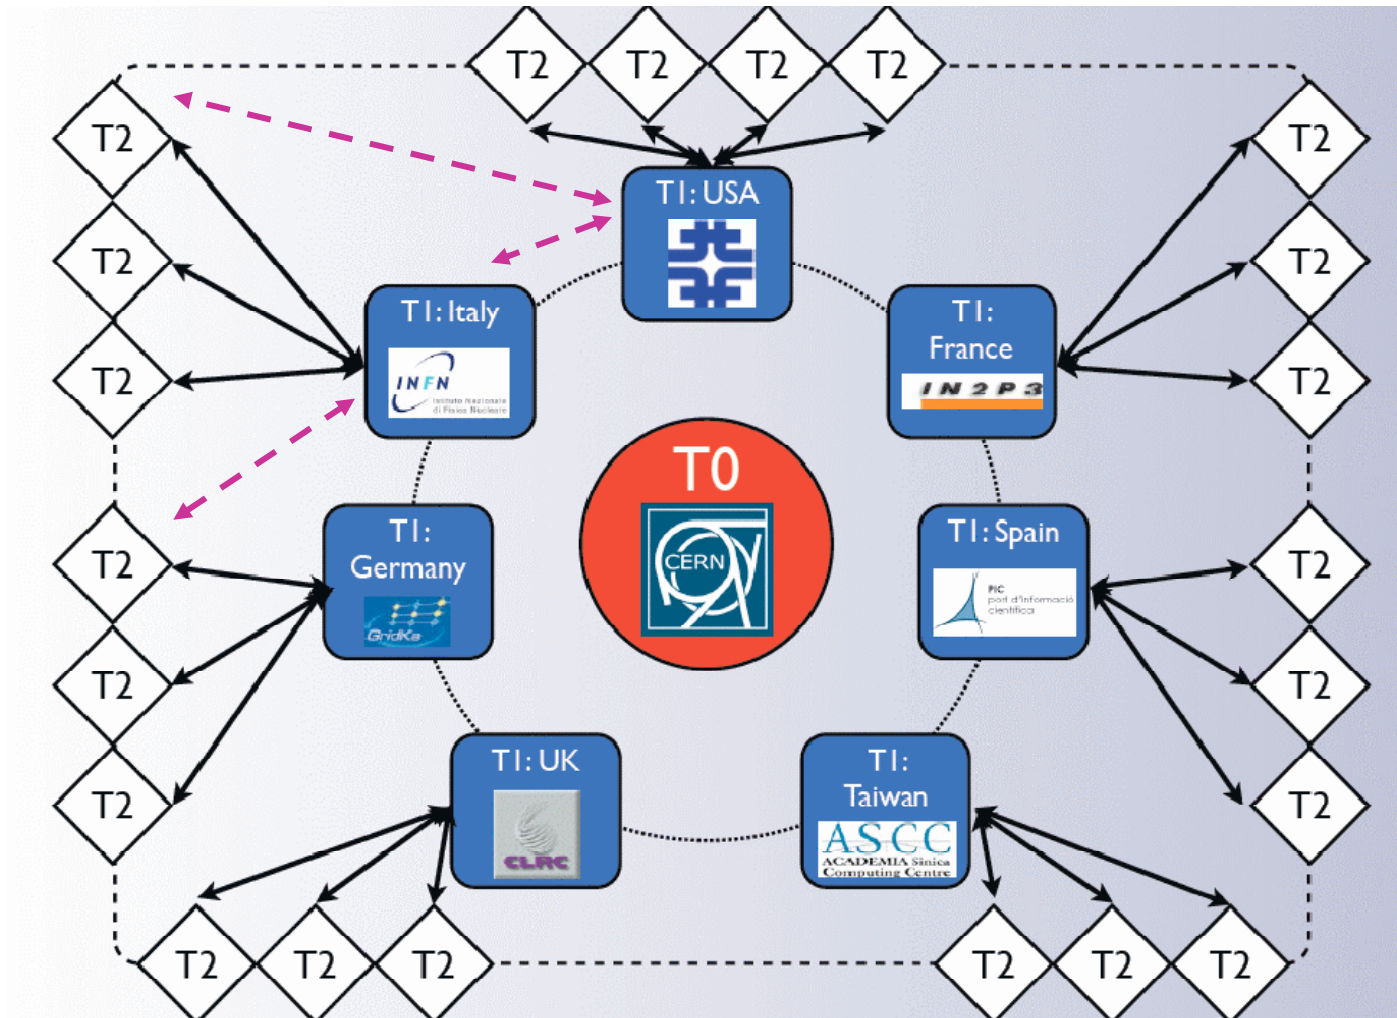 T2 T2 T2 T2
T2
T2
T2
T2
T2
T2
T1: USA
T1: Italy
INFN
Istituto Nazionale
di Fisica Nucleare
T1:
France
IN2P3
T0
CERN
T1:
Germany
GridKa
T1: Spain
PIC
port d'informació
científica
T2
T2
T2
T2
T2
T2
T1: UK
CLRC
T1:
Taiwan
ASCC
ACADEMIA Sinica
Computing Centre
T2 T2 T2
T2 T2 T2